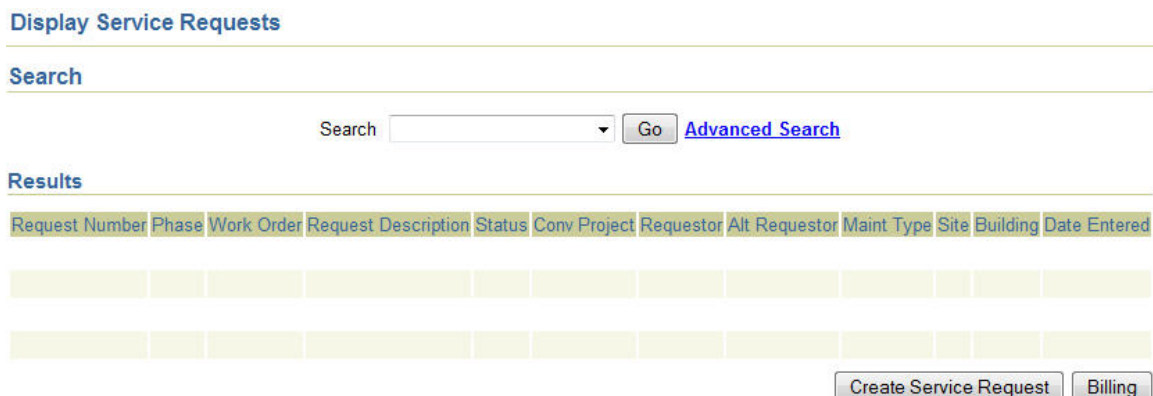 Display Service Requests
Search
Search Go Advanced Search
Results
Request Number Phase Work Order Request Description Status Conv Project Requestor Alt Requestor Maint Type Site Building Date Entered
Create Service Request Billing